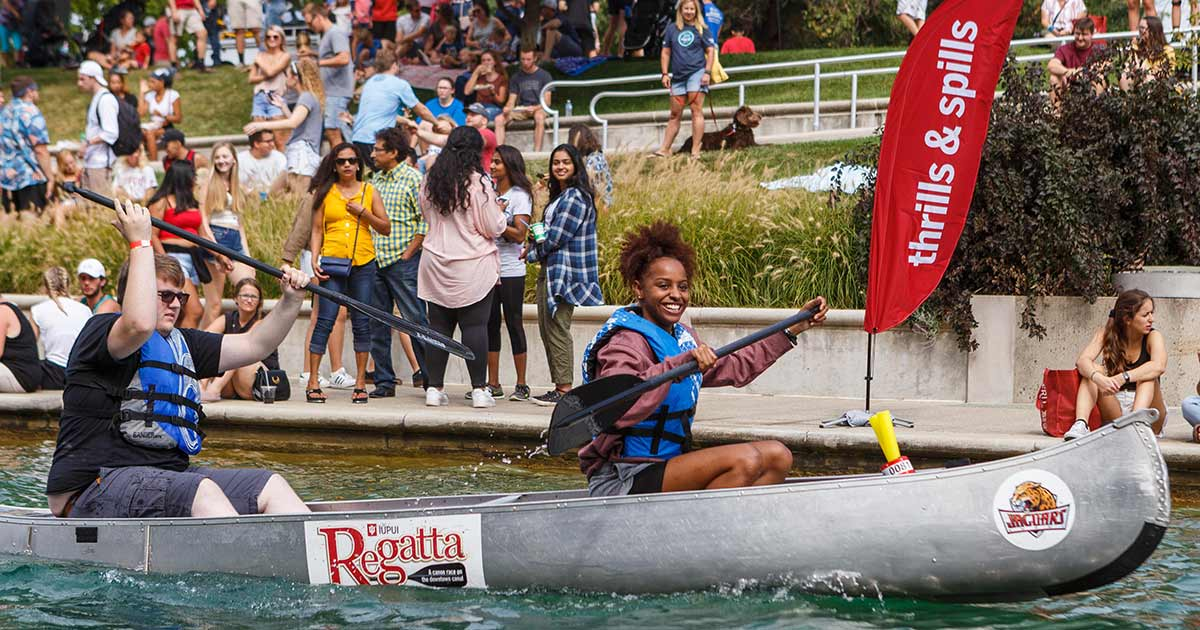 thrills & spills
IUPUI
Regatta
A canoe race on
the downtown canal
JAGUARS